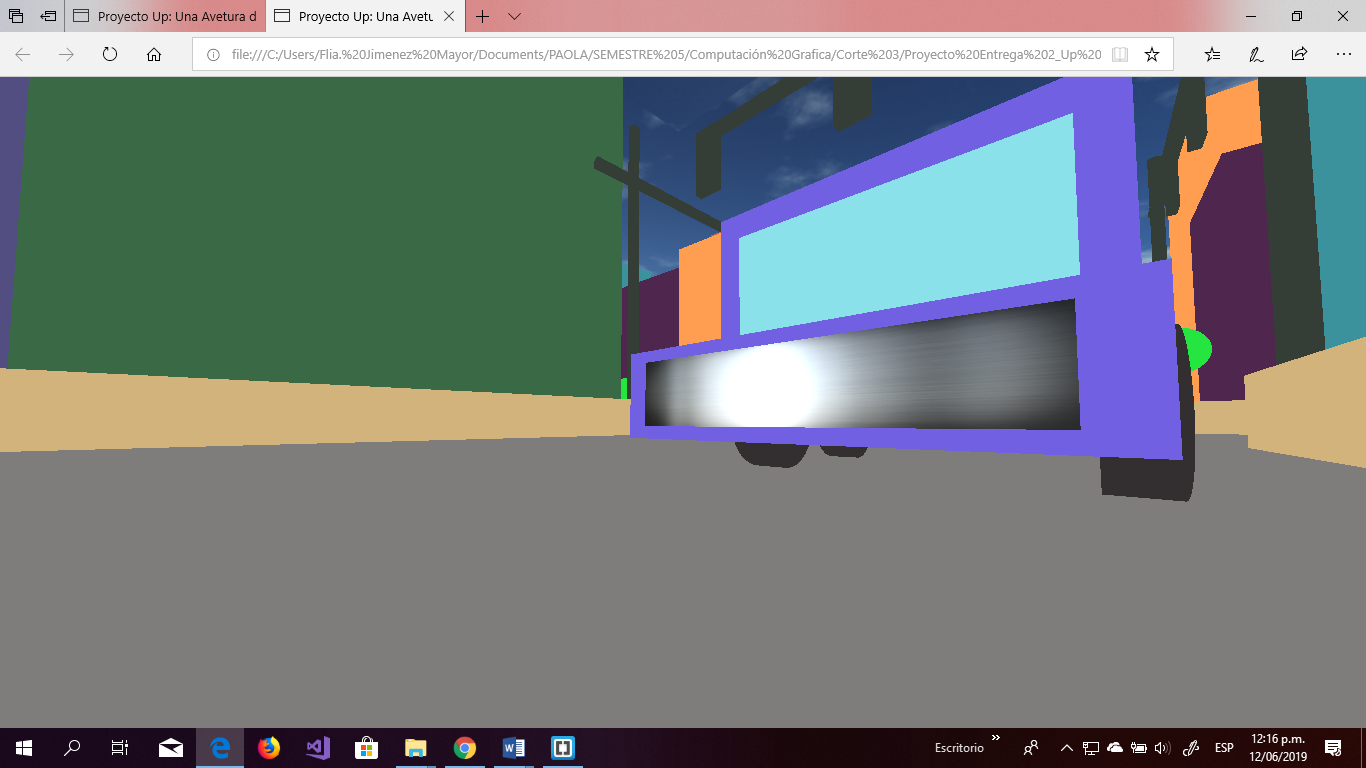 Proyecto Up: Una Avetura d
Proyecto Up: Una Avetu
file:///C:/Users/Flia.%20Jimenez%20Mayor/Documents/PAOLA/SEMESTRE%205/Computación%20Grafica/Corte%203/Proyecto%20Entrega%202_Up%20
Escritorio
ESP
12:16 p.m.
12/06/2019